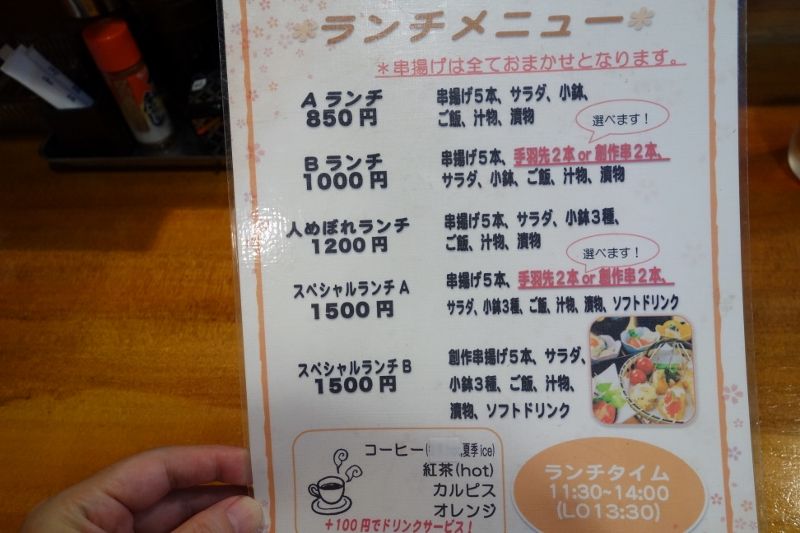 *ランチメニュー*
*串揚げは全ておまかせとなります。
Aランチ 串揚げ5本、サラダ、小鉢、
850円 ご飯、汁物、漬物
選べます!
Bランチ 串揚げ5本、手羽先2本or創作串2本、
1000円 サラダ、小鉢、ご飯、汁物、漬物
人めぼれランチ 串揚げ5本、サラダ、小鉢3種、
1200円 ご飯、汁物、漬物
選べます!
スペシャルランチA 串揚げ5本、手羽先2本or創作串2本、
1500円 サラダ、小鉢3種、ご飯、汁物、漬物、ソフトドリンク
スペシャルランチB 創作串揚げ5本、サラダ、
1500円 小鉢3種、ご飯、汁物、
漬物、ソフトドリンク
コーヒー( 夏季ice)
紅茶(hot)
カルピス
オレンジ
+100円でドリンクサービス!
ランチタイム
11:30~14:00
(LO13:30)